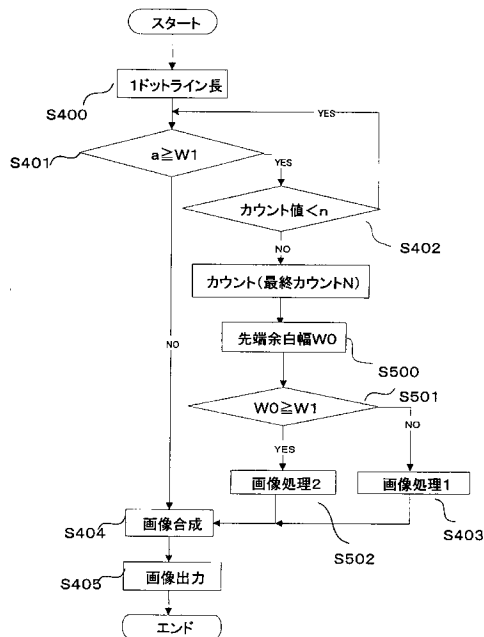 スタート
1ドットライン長
S400
YES
a≧W1
S401
YES
カウント値<n
S402
NO
カウント(最終カウントN)
先端余白幅W0
S500
S501
W0≧W1
NO
NO
YES
画像処理2
画像処理1
S404
画像合成
S502
S403
S405
画像出力
エンド